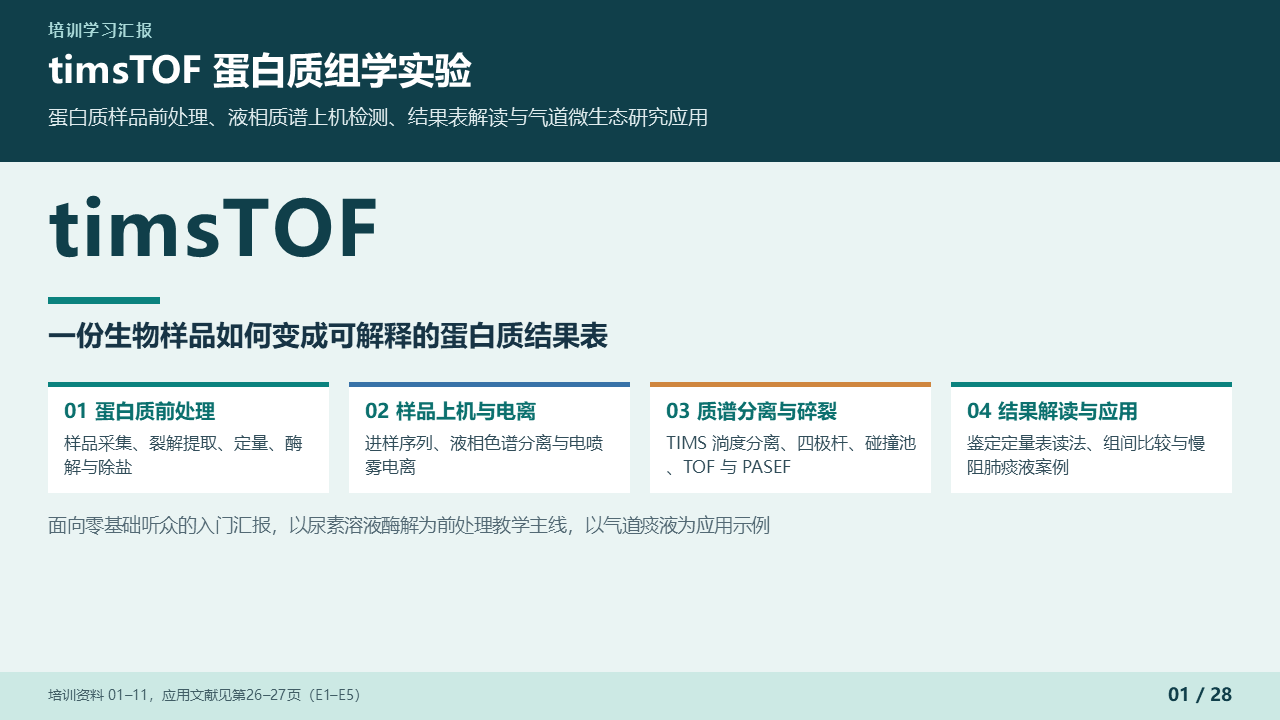 培训学习汇报
timsTOF 蛋白质组学实验
蛋白质样品前处理、液相质谱上机检测、结果表解读与气道微生态研究应用
timsTOF
一份生物样品如何变成可解释的蛋白质结果表
01 蛋白质前处理
样品采集、裂解提取、定量、酶
解与除盐
02 样品上机与电离
进样序列、液相色谱分离与电喷
雾电离
03 质谱分离与碎裂
TIMS 淌度分离、四极杆、碰撞池
、TOF 与 PASEF
04 结果解读与应用
鉴定定量表读法、组间比较与慢
阻肺痰液案例
面向零基础听众的入门汇报，以尿素溶液酶解为前处理教学主线，以气道痰液为应用示例
培训资料 01–11，应用文献见第26–27页（E1–E5）
01 / 28